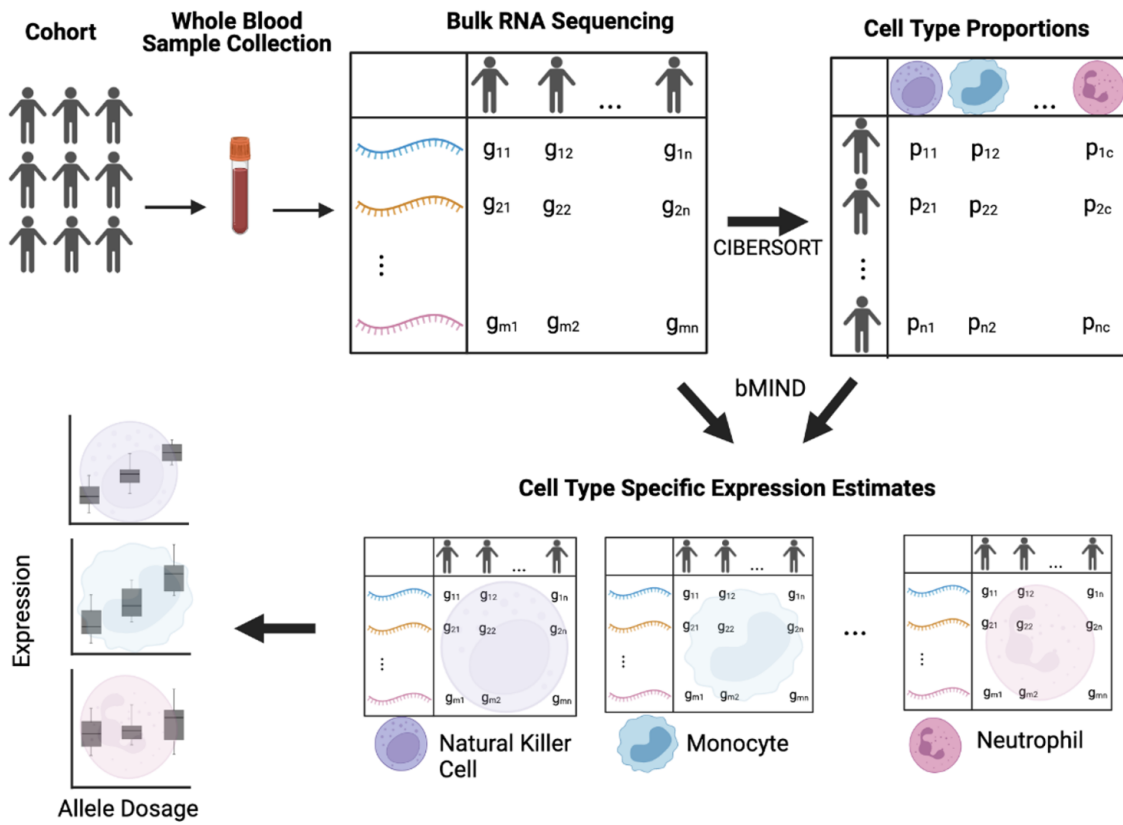 Cohort
Whole Blood
Sample Collection
Bulk RNA Sequencing
Cell Type Proportions
...
...
g11 g12 g1n
g21 g22 g2n
⋮
gm1 gm2 gmn
CIBERSORT
p11 p12 p1c
p21 p22 p2c
⋮
pn1 pn2 pnc
bMIND
Cell Type Specific Expression Estimates
...
g11 g12 g1n
g21 g22 g2n
⋮
gm1 gm2 gmn
Natural Killer
Cell
...
g11 g12 g1n
g21 g22 g2n
⋮
gm1 gm2 gmn
Monocyte
...
...
g11 g12 g1n
g21 g22 g2n
⋮
gm1 gm2 gmn
Neutrophil
Expression
Allele Dosage